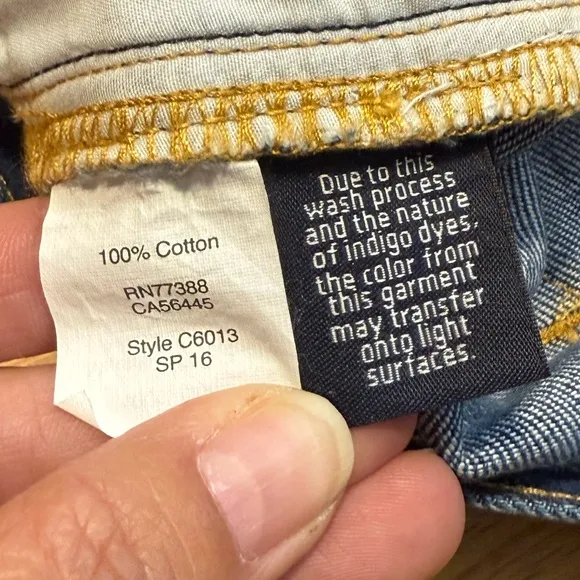 100% Cotton
RN77388
CA56445
Style C6013
SP 16
Due to this
wash process
and the nature
of indigo dyes,
the color from
this garment
may transfer
onto light
surfaces.